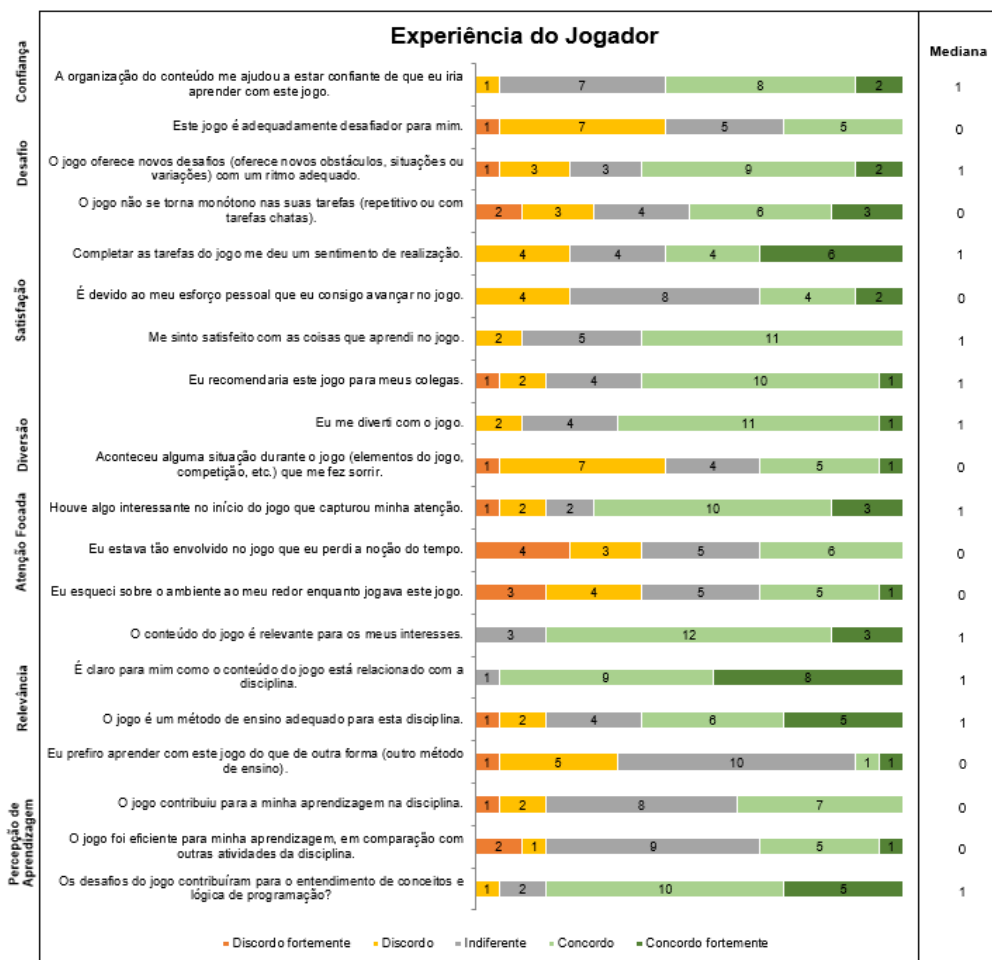 Experiência do Jogador
Mediana
Confiança
A organização do conteúdo me ajudou a estar confiante de que eu iria
aprender com este jogo.
1 7 8 2
1
Desafio
Este jogo é adequadamente desafiador para mim.
1 7 5 5
0
O jogo oferece novos desafios (oferece novos obstáculos, situações ou
variações) com um ritmo adequado.
1 3 3 9 2
1
O jogo não se torna monótono nas suas tarefas (repetitivo ou com
tarefas chatas).
2 3 4 6 3
0
Satisfação
Completar as tarefas do jogo me deu um sentimento de realização.
4 4 4 6
1
É devido ao meu esforço pessoal que eu consigo avançar no jogo.
4 8 4 2
0
Me sinto satisfeito com as coisas que aprendi no jogo.
2 5 11
1
Eu recomendaria este jogo para meus colegas.
1 2 4 10 1
1
Diversão
Eu me diverti com o jogo.
2 4 11 1
1
Aconteceu alguma situação durante o jogo (elementos do jogo,
competição, etc.) que me fez sorrir.
1 7 4 5 1
0
Atenção Focada
Houve algo interessante no início do jogo que capturou minha atenção.
1 2 2 10 3
1
Eu estava tão envolvido no jogo que eu perdi a noção do tempo.
4 3 5 6
0
Eu esqueci sobre o ambiente ao meu redor enquanto jogava este jogo.
3 4 5 5 1
0
Relevância
O conteúdo do jogo é relevante para os meus interesses.
3 12 3
1
É claro para mim como o conteúdo do jogo está relacionado com a
disciplina.
1 9 8
1
O jogo é um método de ensino adequado para esta disciplina.
1 2 4 6 5
1
Eu prefiro aprender com este jogo do que de outra forma (outro método
de ensino).
1 5 10 1 1
0
Percepção de
Aprendizagem
O jogo contribuiu para a minha aprendizagem na disciplina.
1 2 8 7
0
O jogo foi eficiente para minha aprendizagem, em comparação com
outras atividades da disciplina.
2 1 9 5 1
0
Os desafios do jogo contribuíram para o entendimento de conceitos e
lógica de programação?
1 2 10 5
1
Discordo fortemente Discordo Indiferente Concordo Concordo fortemente